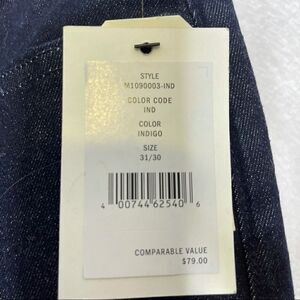 STYLE
M1090003-IND
COLOR CODE
IND
COLOR
INDIGO
SIZE
31/30
4 00744 62540 6
COMPARABLE VALUE
$79.00